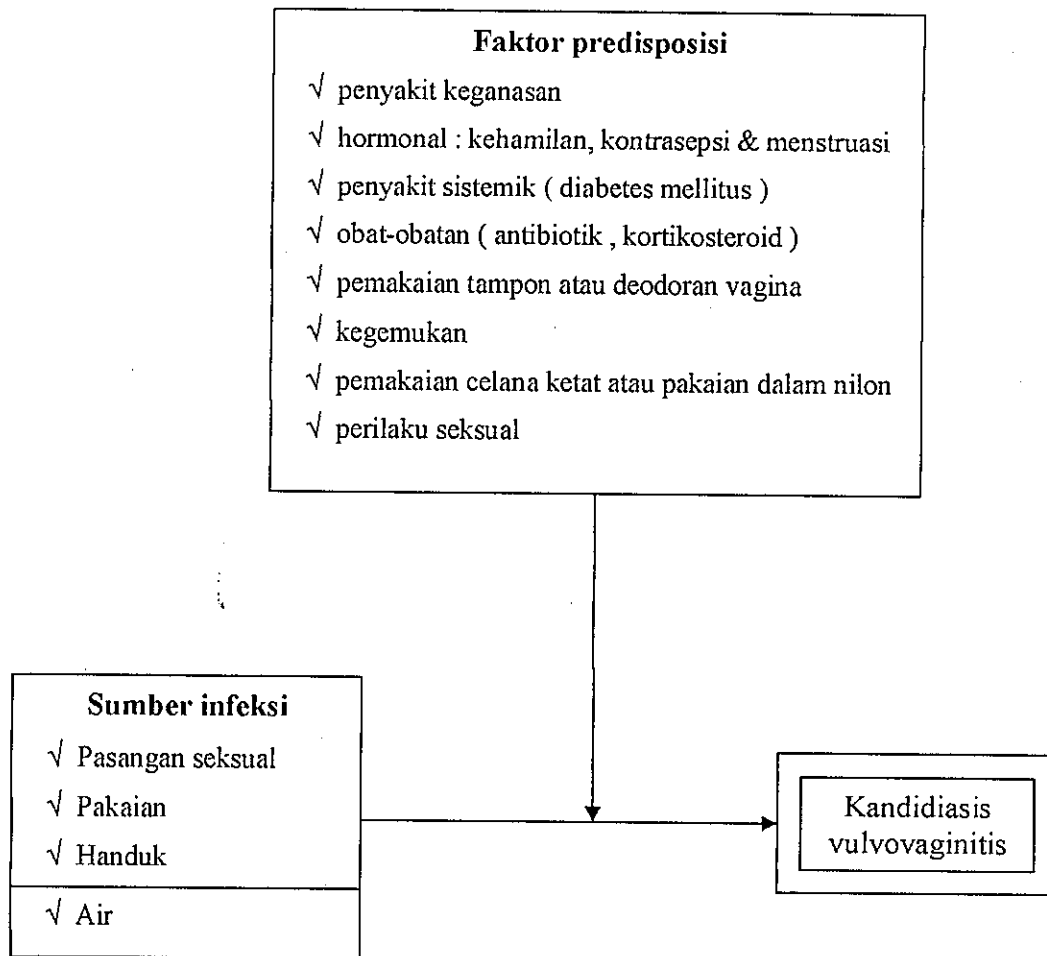 Faktor predisposisi
√ penyakit keganasan
√ hormonal : kehamilan, kontrasepsi & menstruasi
√ penyakit sistemik ( diabetes mellitus )
√ obat-obatan ( antibiotik , kortikosteroid )
√ pemakaian tampon atau deodoran vagina
√ kegemukan
√ pemakaian celana ketat atau pakaian dalam nilon
√ perilaku seksual
Sumber infeksi
√ Pasangan seksual
√ Pakaian
√ Handuk
√ Air
Kandidiasis
vulvovaginitis